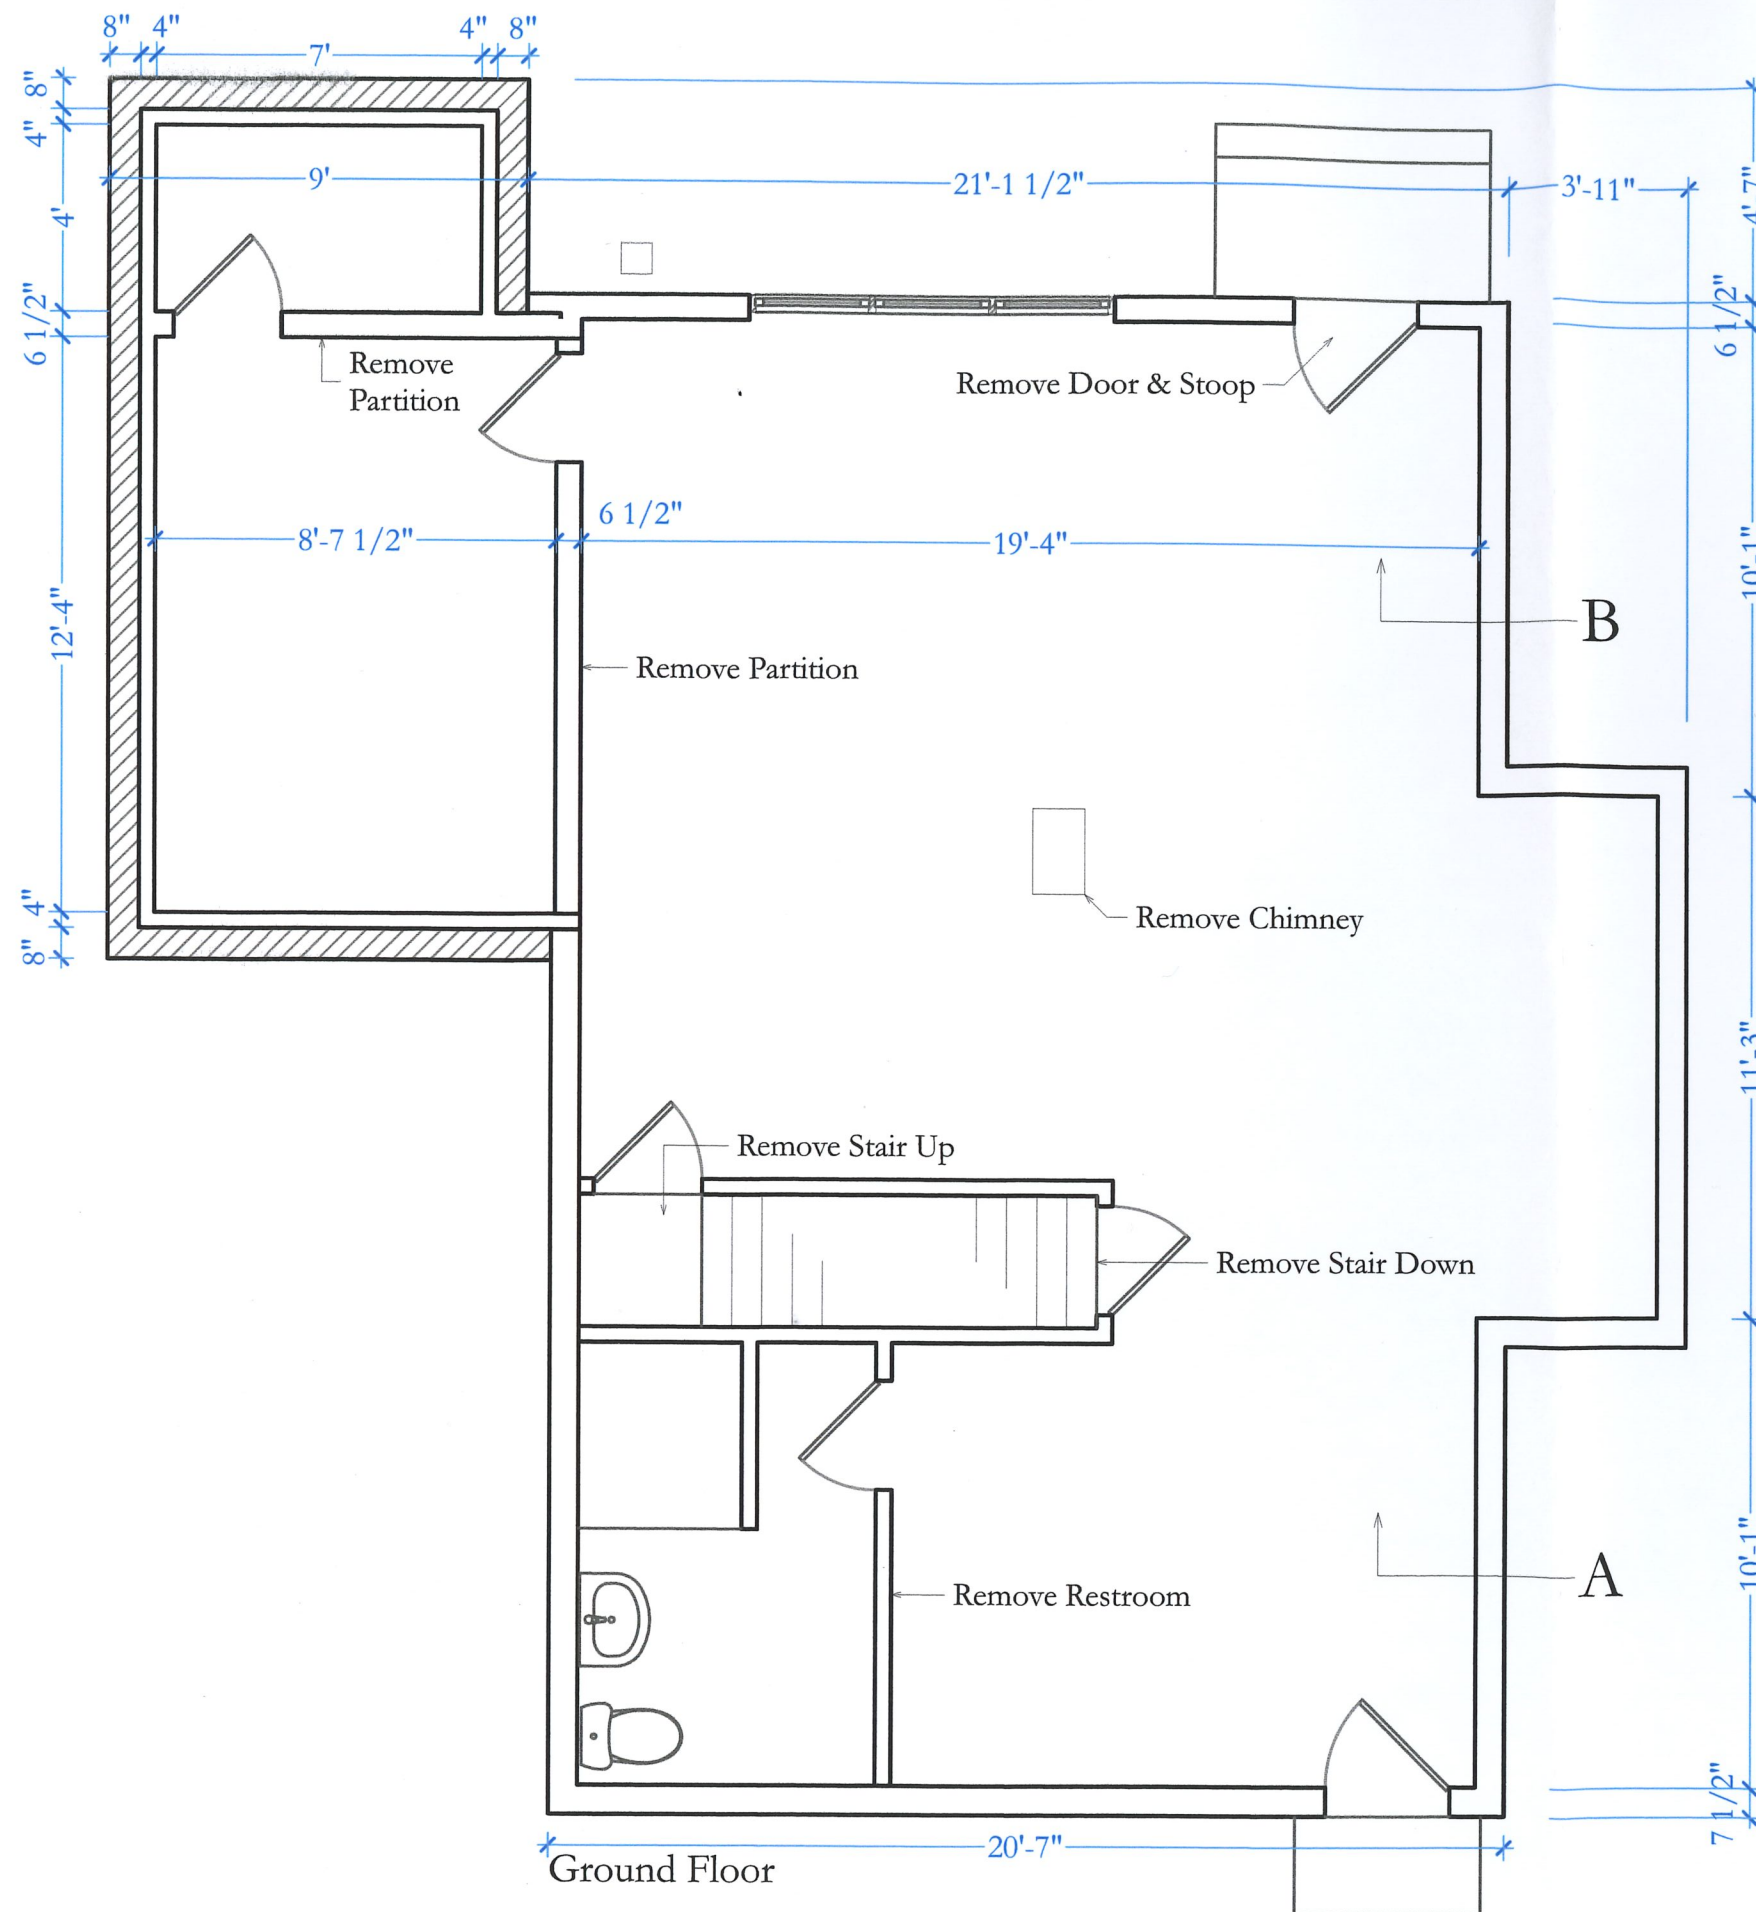 8" 4" 7' 4" 8"
8"
4"
4'
6 1/2"
12'-4"
4"
8"
9' 21'-1 1/2" 3'-11"
4'-7"
6 1/2"
10'-1"
11'-3"
10'-1"
7 1/2"
Remove
Partition
Remove Door & Stoop
6 1/2"
8'-7 1/2" 19'-4"
B
Remove Partition
Remove Chimney
Remove Stair Up
Remove Stair Down
A
Remove Restroom
20'-7"
Ground Floor